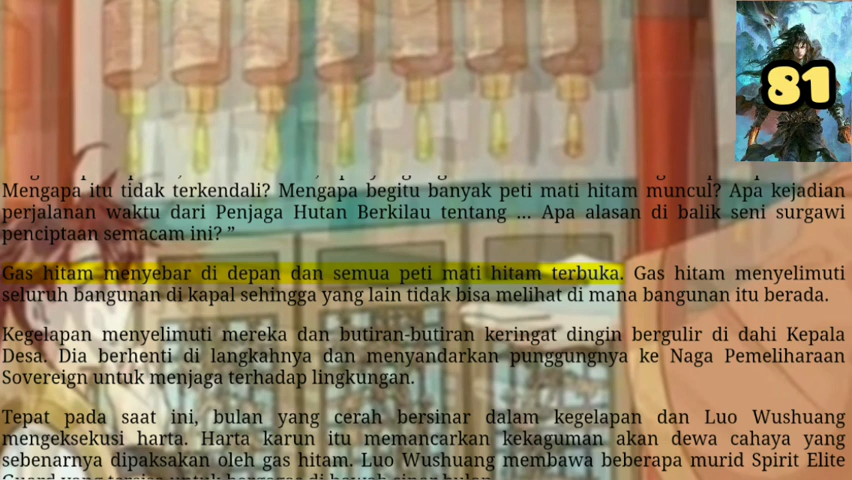 81
Mengapa itu tidak terkendali? Mengapa begitu banyak peti mati hitam muncul? Apa kejadian
perjalanan waktu dari Penjaga Hutan Berkilau tentang ... Apa alasan di balik seni surgawi
penciptaan semacam ini? ”
Gas hitam menyebar di depan dan semua peti mati hitam terbuka. Gas hitam menyelimuti
seluruh bangunan di kapal sehingga yang lain tidak bisa melihat di mana bangunan itu berada.
Kegelapan menyelimuti mereka dan butiran-butiran keringat dingin bergulir di dahi Kepala
Desa. Dia berhenti di langkahnya dan menyandarkan punggungnya ke Naga Pemeliharaan
Sovereign untuk menjaga terhadap lingkungan.
Tepat pada saat ini, bulan yang cerah bersinar dalam kegelapan dan Luo Wushuang
mengeksekusi harta. Harta karun itu memancarkan kekaguman akan dewa cahaya yang
sebenarnya dipaksakan oleh gas hitam. Luo Wushuang membawa beberapa murid Spirit Elite